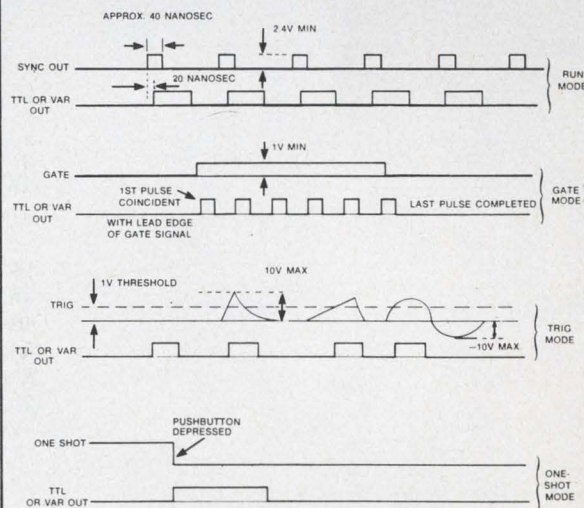 APPROX. 40 NANOSEC
2.4V MIN
SYNC OUT
20 NANOSEC
RUN
MODE
TTL OR VAR
OUT
1V MIN
GATE
1ST PULSE
COINCIDENT
TTL OR VAR
OUT
LAST PULSE COMPLETED
GATE
MODE
WITH LEAD EDGE
OF GATE SIGNAL
10V MAX
1V THRESHOLD
TRIG
TRIG
MODE
-10V MAX
TTL OR VAR
OUT
PUSHBUTTON
DEPRESSED
ONE SHOT
ONE-
SHOT
MODE
TTL
OR VAR OUT